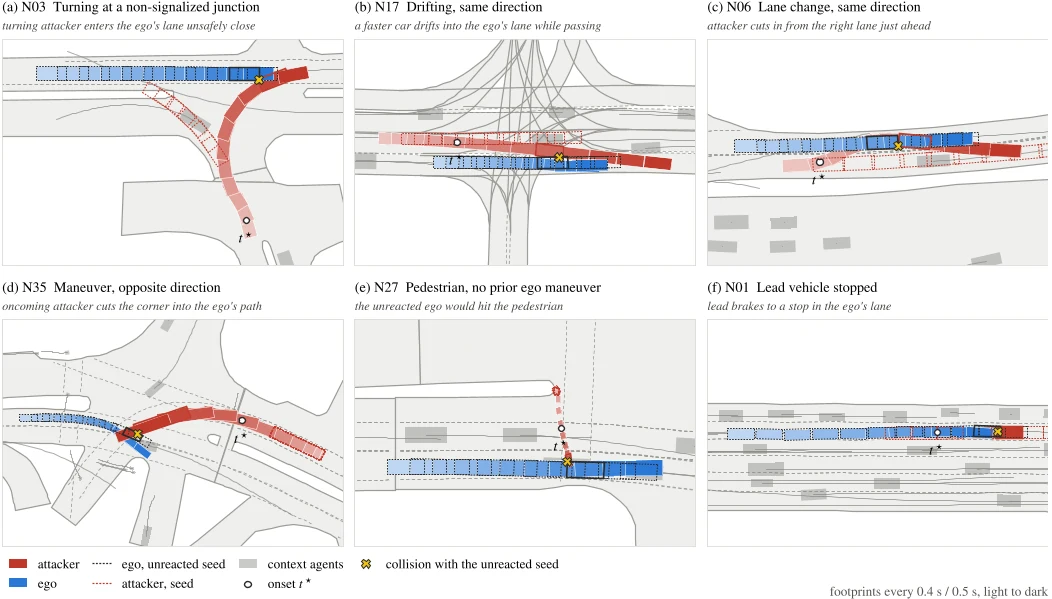 (a) N03 Turning at a non-signalized junction
turning attacker enters the ego's lane unsafely close
(b) N17 Drifting, same direction
a faster car drifts into the ego's lane while passing
(c) N06 Lane change, same direction
attacker cuts in from the right lane just ahead
t*
t*
t*
(d) N35 Maneuver, opposite direction
oncoming attacker cuts the corner into the ego's path
(e) N27 Pedestrian, no prior ego maneuver
the unreacted ego would hit the pedestrian
(f) N01 Lead vehicle stopped
lead brakes to a stop in the ego's lane
t*
t*
t*
attacker
ego, unreacted seed
context agents
collision with the unreacted seed
ego
attacker, seed
onset t*
footprints every 0.4 s / 0.5 s, light to dark